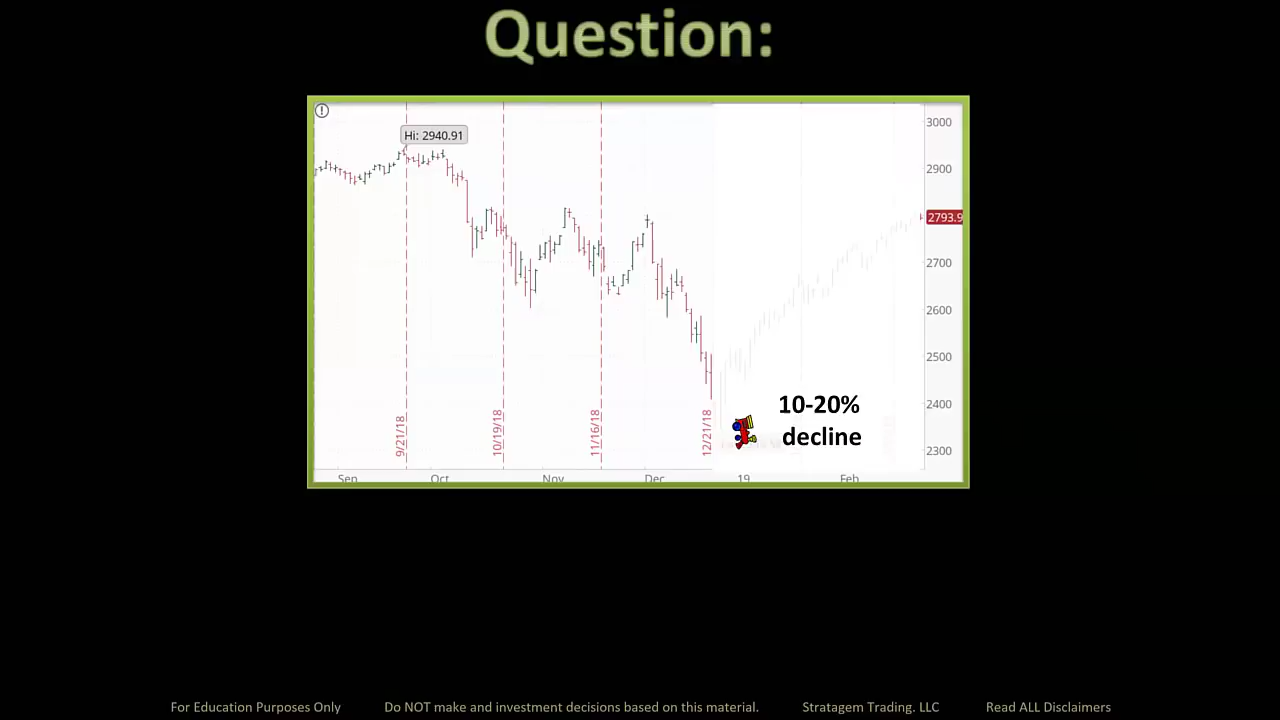 Question:
Hi: 2940.91
3000
2900
2793.9
2700
2600
2500
2400
2300
9/21/18
10/19/18
11/16/18
12/21/18
10-20%
decline
Sep
Oct
Nov
Dec
19
Feb
For Education Purposes Only
Do NOT make and investment decisions based on this material.
Stratagem Trading. LLC
Read ALL Disclaimers